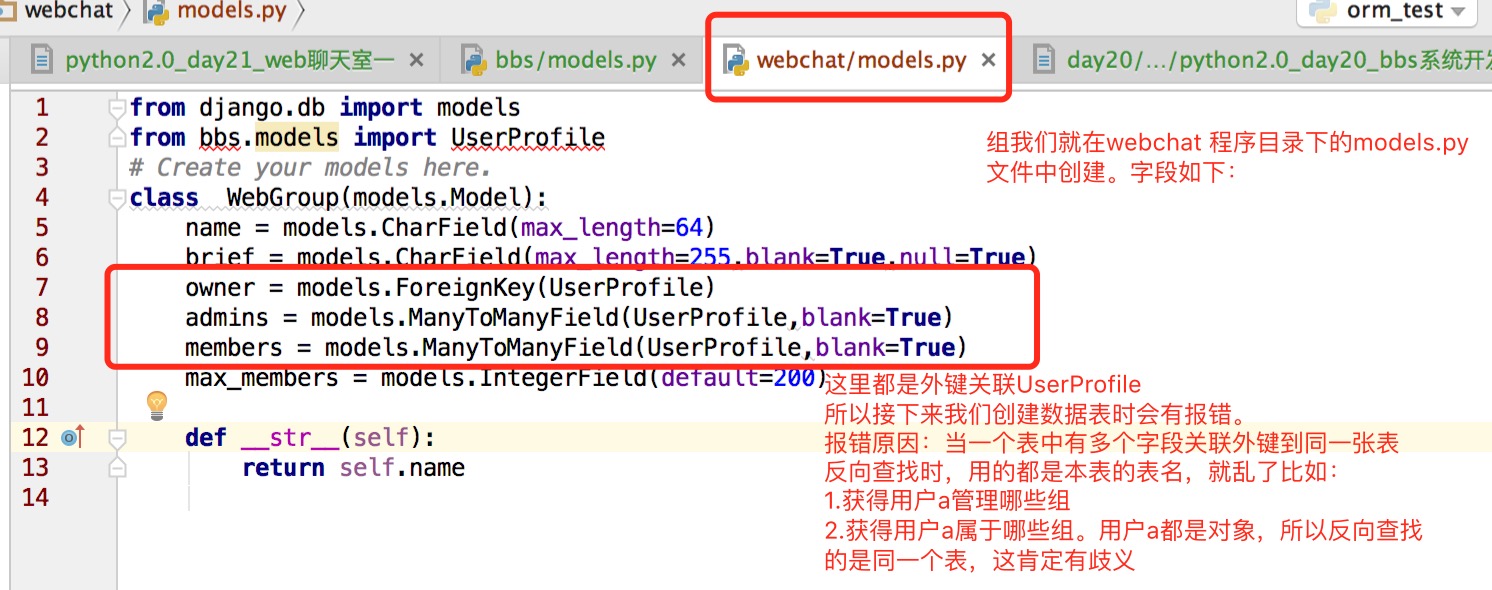 webchat models.py orm_test
python2.0_day21_web聊天室一 bbs/models.py webchat/models.py day20/.../python2.0_day20_bbs系统开发
1 from django.db import models
2 from bbs.models import UserProfile
3 # Create your models here.
4 class  WebGroup(models.Model):
5     name = models.CharField(max_length=64)
6     brief = models.CharField(max_length=255,blank=True,null=True)
7     owner = models.ForeignKey(UserProfile)
8     admins = models.ManyToManyField(UserProfile,blank=True)
9     members = models.ManyToManyField(UserProfile,blank=True)
10     max_members = models.IntegerField(default=200)
11
12     def __str__(self):
13         return self.name
14
组我们就在webchat 程序目录下的models.py
文件中创建。字段如下：
这里都是外键关联UserProfile
所以接下来我们创建数据表时会有报错。
报错原因：当一个表中有多个字段关联外键到同一张表
反向查找时，用的都是本表的表名，就乱了比如：
1.获得用户a管理哪些组
2.获得用户a属于哪些组。用户a都是对象，所以反向查找
的是同一个表，这肯定有歧义